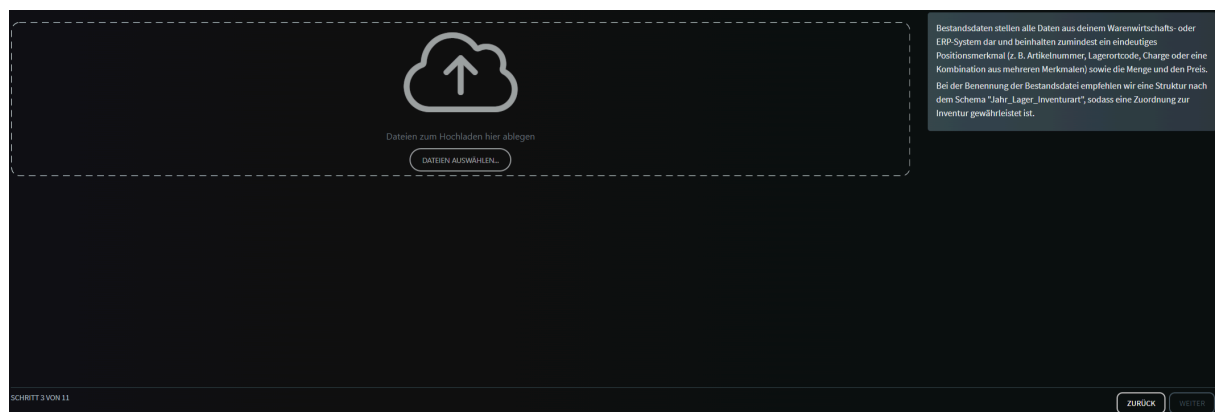 Bestandsdaten stellen alle Daten aus deinem Warenwirtschafts- oder
ERP-System dar und beinhalten zumindest ein eindeutiges
Positionsmerkmal (z. B. Artikelnummer, Lagerortcode, Charge oder eine
Kombination aus mehreren Merkmalen) sowie die Menge und den Preis.
Bei der Benennung der Bestandsdatei empfehlen wir eine Struktur nach
dem Schema "Jahr_Lager_Inventurart", sodass eine Zuordnung zur
Inventur gewährleistet ist.
Dateien zum Hochladen hier ablegen
DATEIEN AUSWÄHLEN...
SCHRITT 3 VON 11
ZURÜCK
WEITER